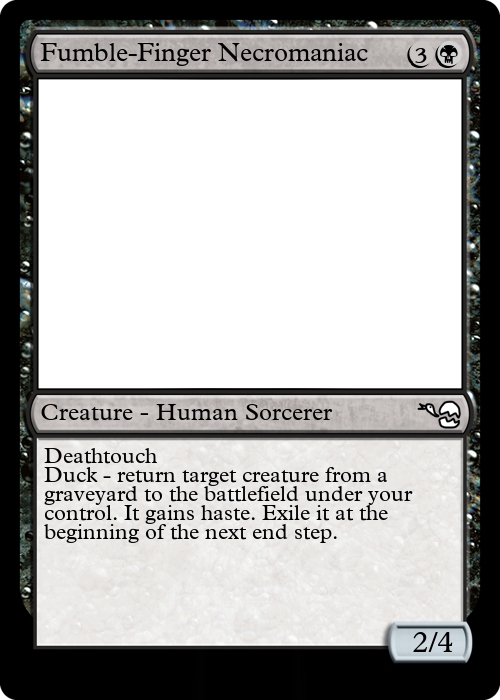 Fumble-Finger Necromaniac 3
Creature - Human Sorcerer
Deathtouch
Duck - return target creature from a
graveyard to the battlefield under your
control. It gains haste. Exile it at the
beginning of the next end step.
2/4